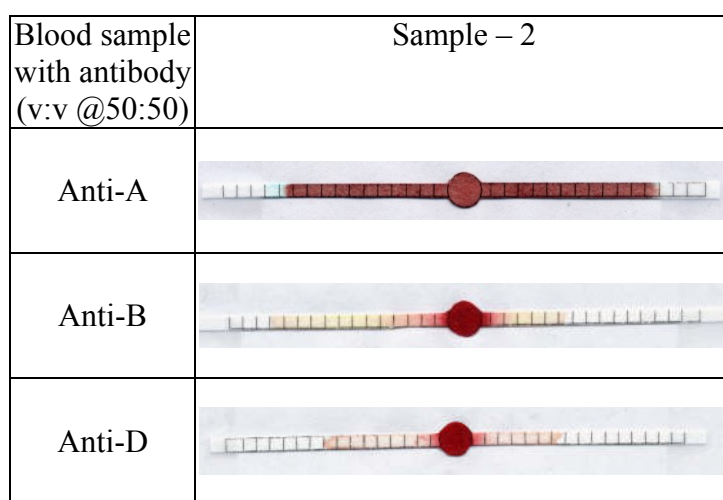 Blood sample
with antibody
(v:v @50:50)
Sample – 2
Anti-A
Anti-B
Anti-D